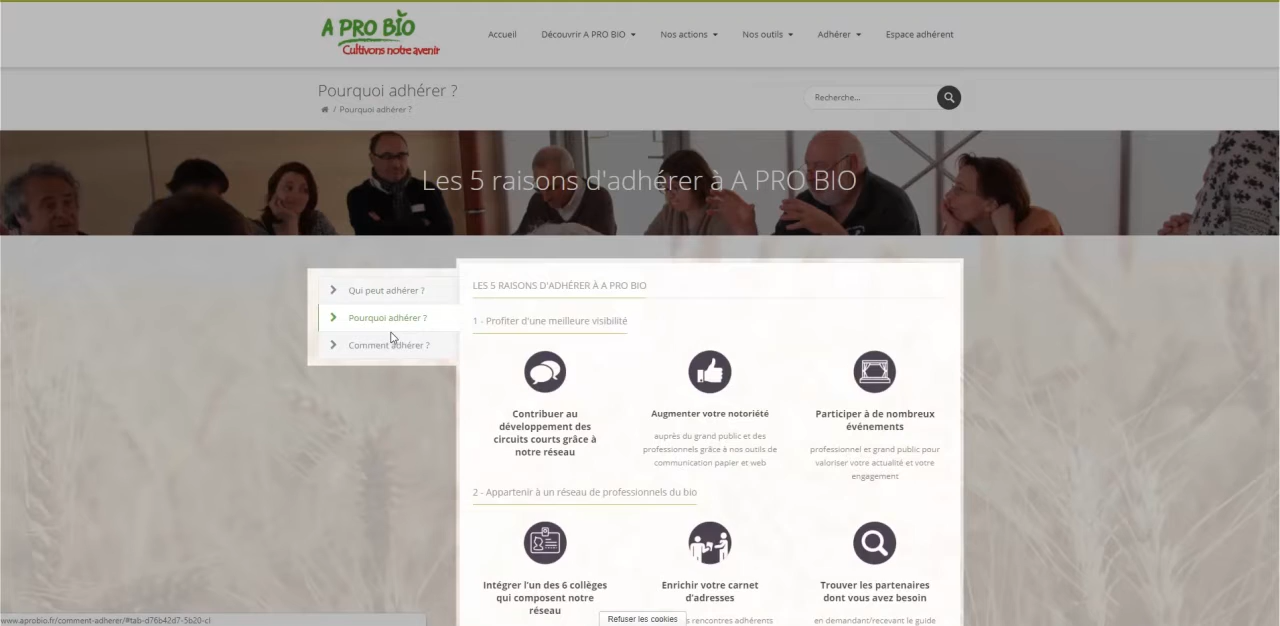 A PRO BIO
Cultivons notre avenir
Accueil
Découvrir A PRO BIO
Nos actions
Nos outils
Adhérer
Espace adhérent
Pourquoi adhérer ?
/ Pourquoi adhérer ?
Recherche...
Les 5 raisons d'adhérer à A PRO BIO
Qui peut adhérer ?
Pourquoi adhérer ?
Comment adhérer ?
LES 5 RAISONS D'ADHÉRER À A PRO BIO
1 - Profiter d'une meilleure visibilité
Contribuer au
développement des
circuits courts grâce à
notre réseau
Augmenter votre notoriété
auprès du grand public et des
professionnels grâce à nos outils de
communication papier et web
Participer à de nombreux
événements
professionnel et grand public pour
valoriser votre actualité et votre
engagement
2 - Appartenir à un réseau de professionnels du bio
Intégrer l'un des 6 collèges
qui composent notre
réseau
Enrichir votre carnet
d'adresses
s rencontres adhérents
Trouver les partenaires
dont vous avez besoin
en demandant/recevant le guide
Refuser les cookies
www.aprobio.fr/comment-adherer/#tab-d76b42d7-5b20-cl